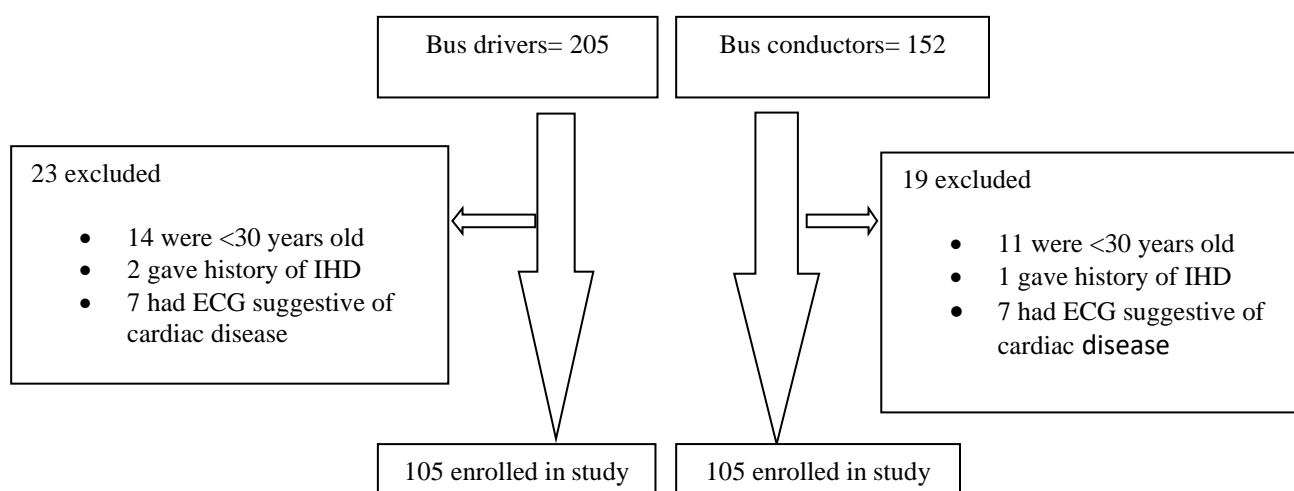 Bus drivers= 205
Bus conductors= 152
23 excluded
• 14 were <30 years old
• 2 gave history of IHD
• 7 had ECG suggestive of
cardiac disease
19 excluded
• 11 were <30 years old
• 1 gave history of IHD
• 7 had ECG suggestive of
cardiac disease
105 enrolled in study
105 enrolled in study